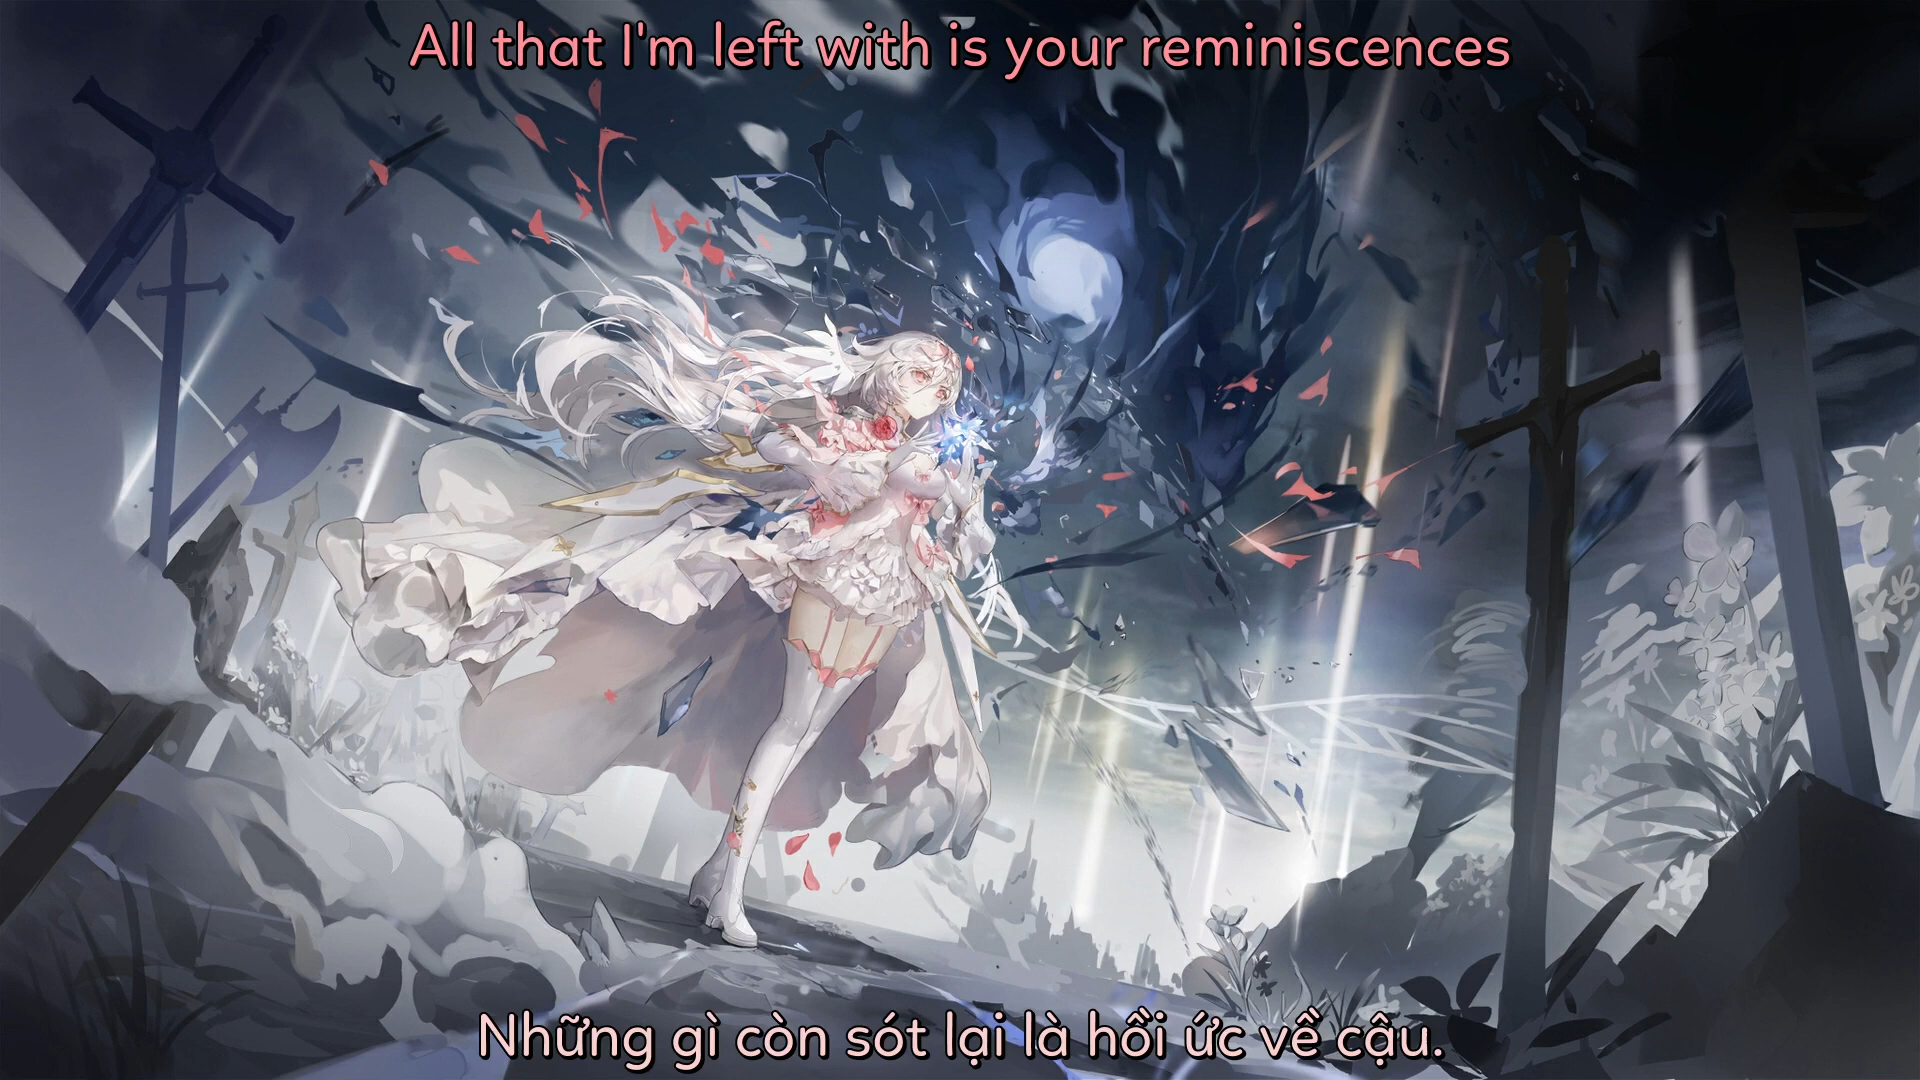 All that I'm left with is your reminiscences
Những gì còn sót lại là hồi ức về cậu.